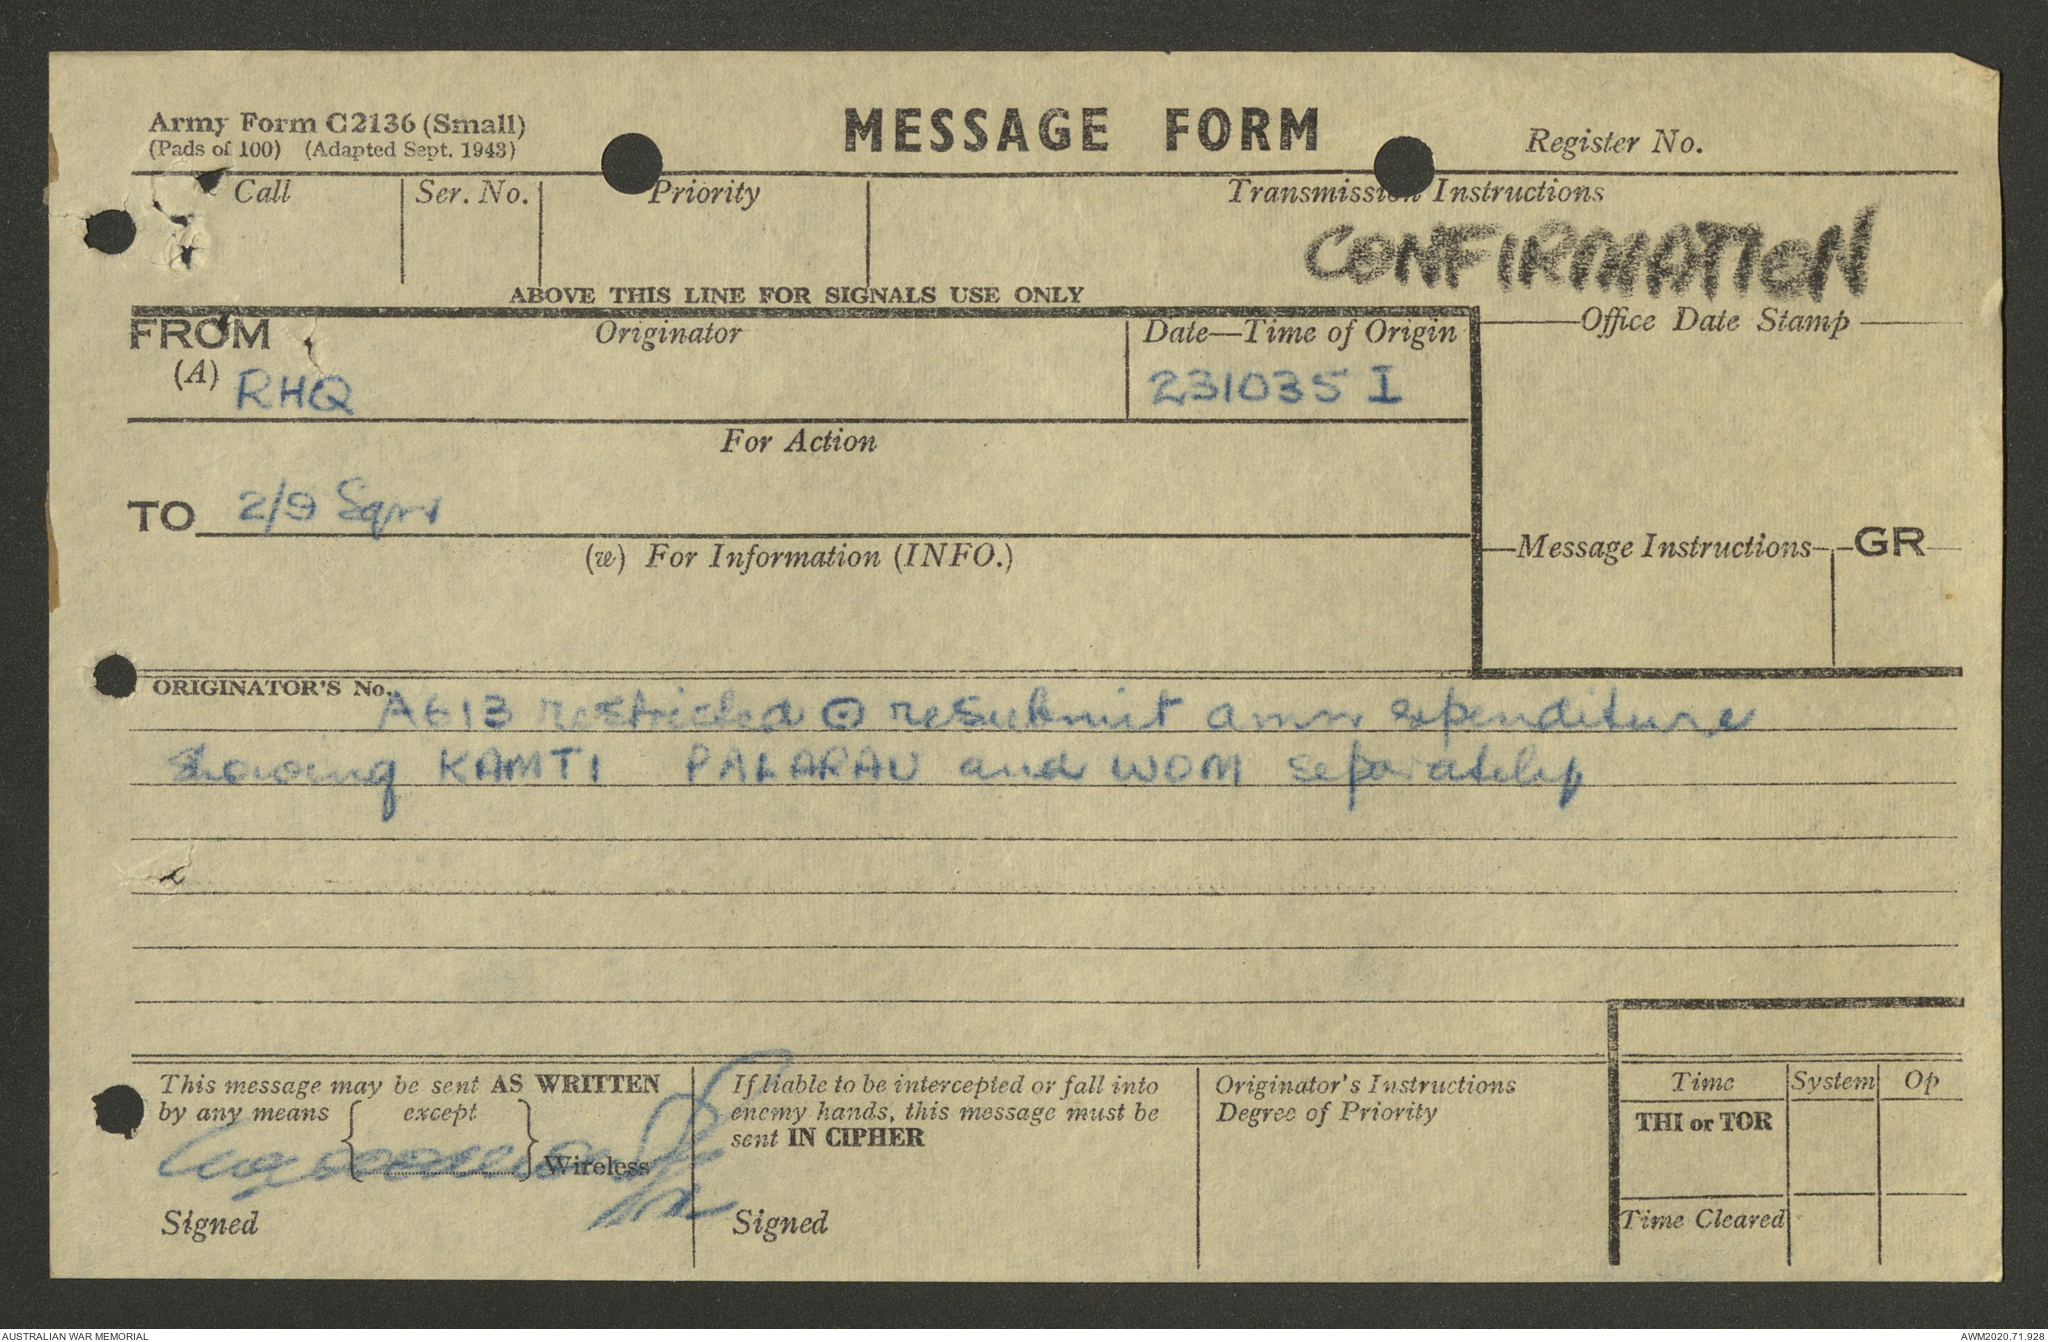 Army Form C2136 (Small)
(Pads of 100) (Adapted Sept. 1943)
MESSAGE FORM
Register No.
Call
Ser. No.
Priority
Transmission Instructions
CONFIRMATION
ABOVE THIS LINE FOR SIGNALS USE ONLY
FROM
(A)
Originator
RHQ
Date—Time of Origin
231035 I
Office Date Stamp
For Action
TO 2/9 Sqn
(w) For Information (INFO.)
Message Instructions
GR
ORIGINATOR'S No.
A613 restricted ⊙ resubmit amn expenditure
showing KAMTI PALARAU and WOM separately
This message may be sent AS WRITTEN
by any means { except } Wireless
Signed
If liable to be intercepted or fall into
enemy hands, this message must be
sent IN CIPHER
Signed
Originator's Instructions
Degree of Priority
Time
System
Op
THI or TOR
Time Cleared
AUSTRALIAN WAR MEMORIAL
AWM2020.71.928